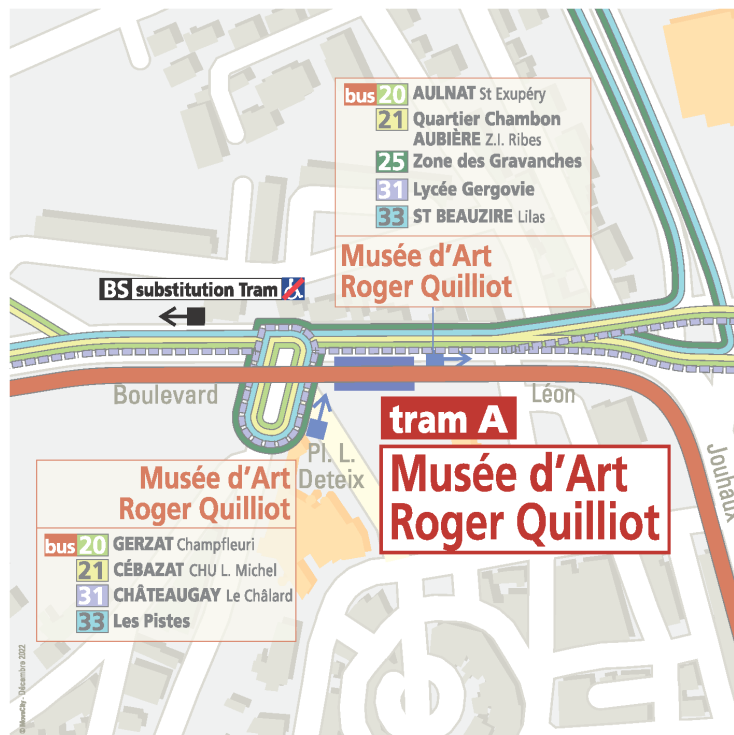 bus 20 AULNAT St Exupéry
21 Quartier Chambon
AUBIÈRE Z.I. Ribes
25 Zone des Gravanches
31 Lycée Gergovie
33 ST BEAUZIRE Lilas
Musée d'Art
Roger Quilliot
BS substitution Tram
Boulevard
Léon
Jouhaux
tram A
Musée d'Art
Roger Quilliot
Pl. L.
Deteix
Musée d'Art
Roger Quilliot
bus 20 GERZAT Champfleuri
21 CÉBAZAT CHU L. Michel
31 CHÂTEAUGAY Le Châlard
33 Les Pistes
© MoveCity - Décembre 2022